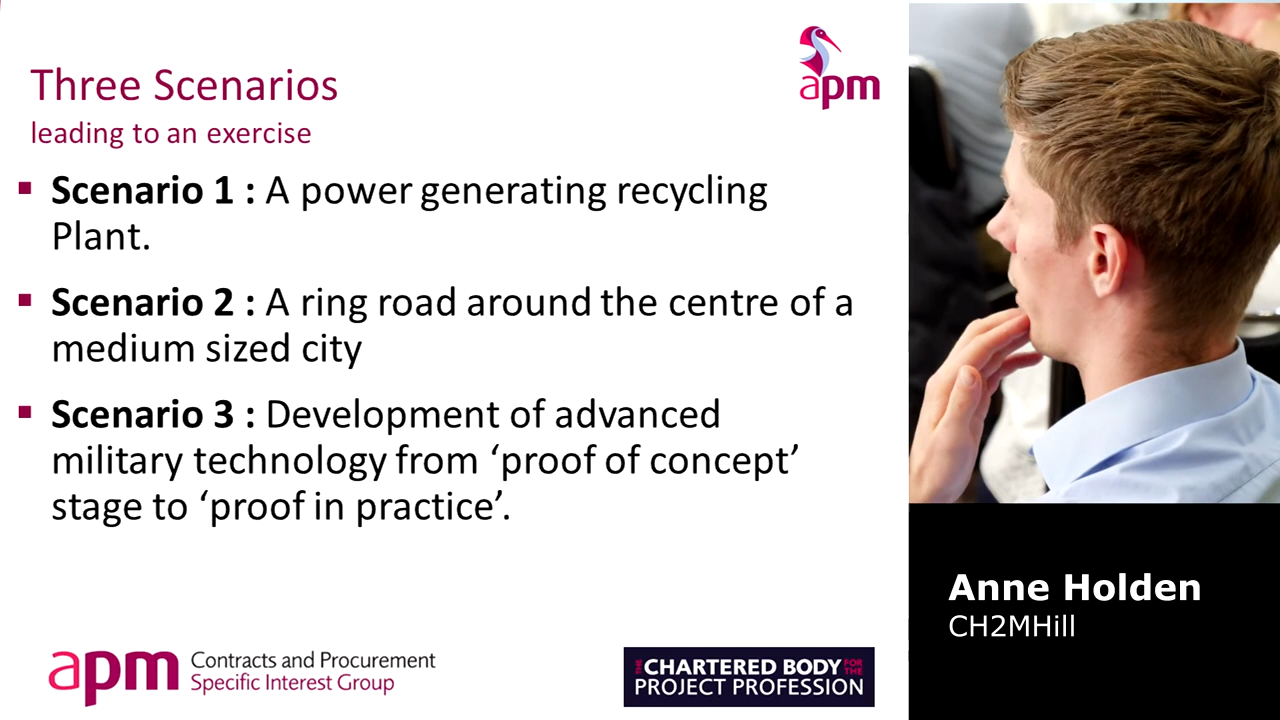 apm
Three Scenarios
leading to an exercise
▪ Scenario 1 : A power generating recycling
Plant.
▪ Scenario 2 : A ring road around the centre of a
medium sized city
▪ Scenario 3 : Development of advanced
military technology from ‘proof of concept’
stage to ‘proof in practice’.
Anne Holden
CH2MHill
apm Contracts and Procurement
Specific Interest Group
THE CHARTERED BODY FOR THE
PROJECT PROFESSION